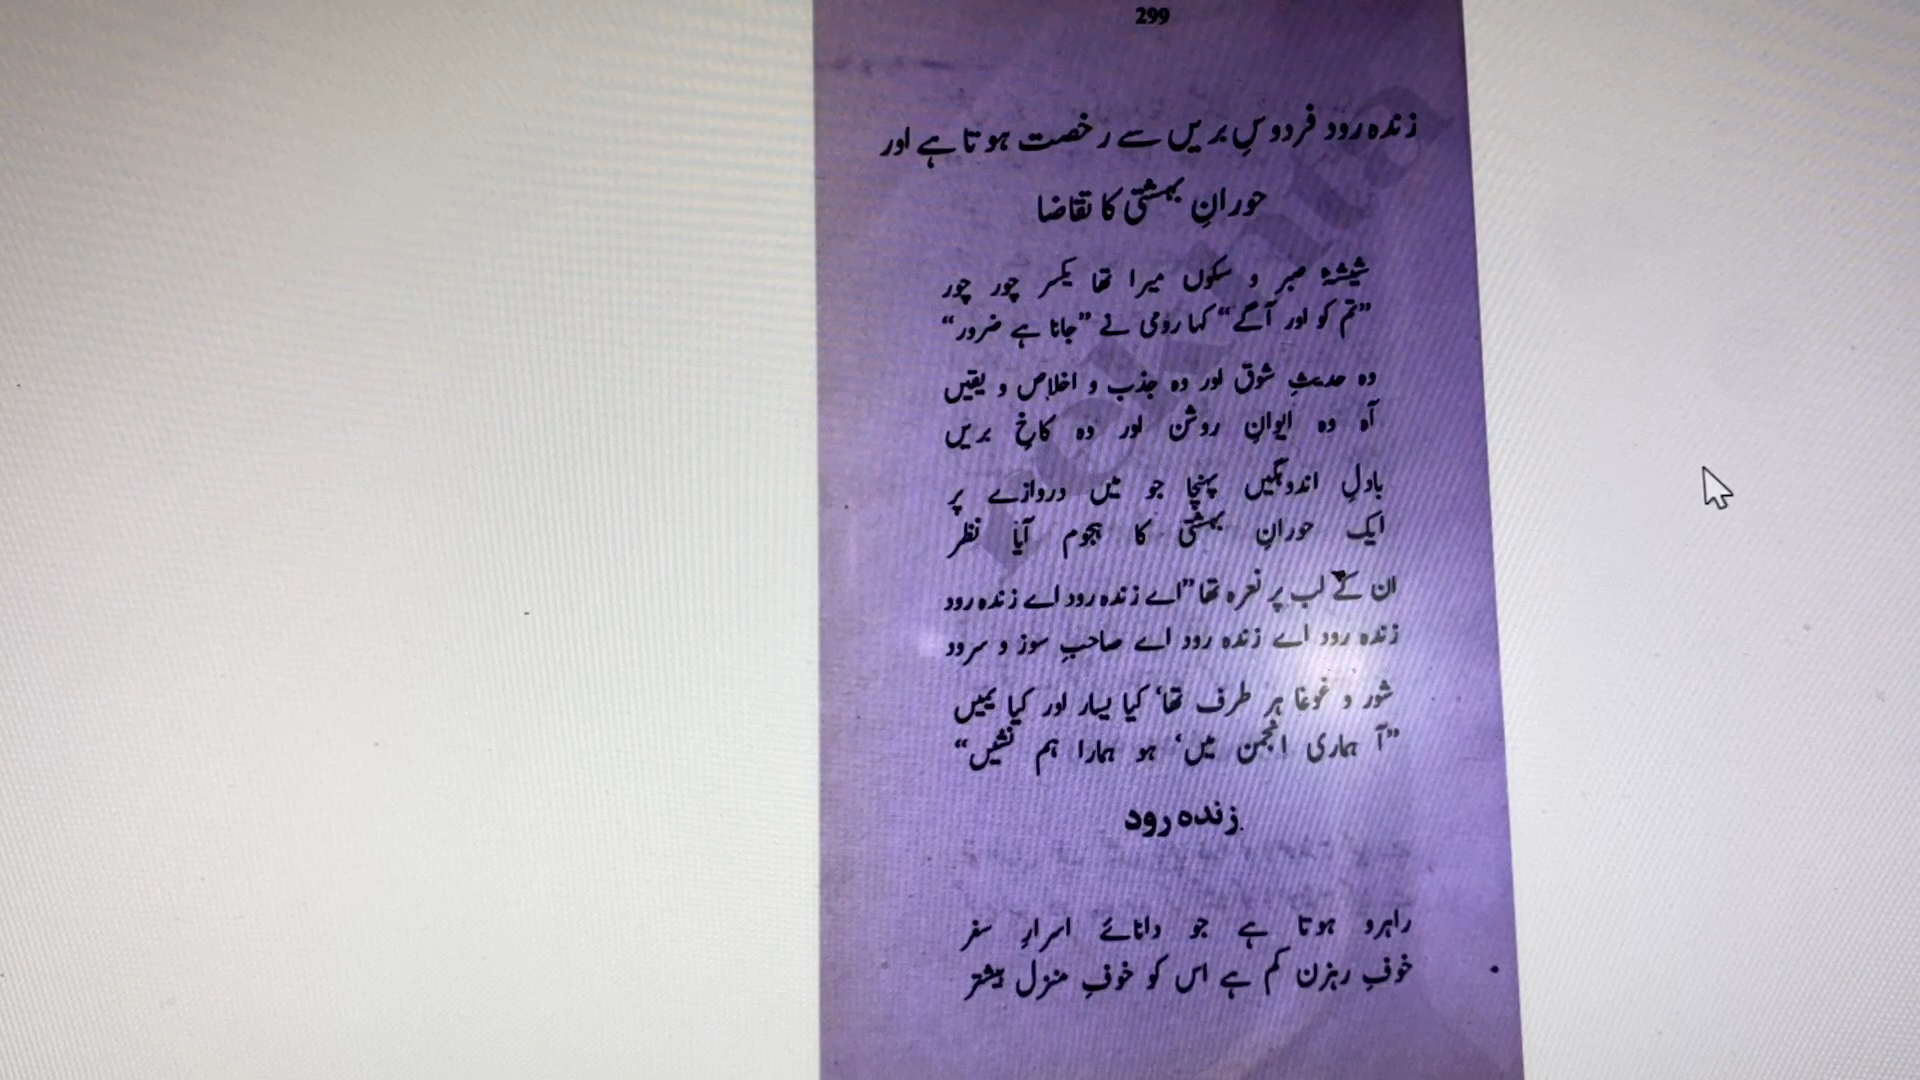 299
زندہ رود فردوسِ بریں سے رخصت ہوتا ہے اور
حورانِ بہشتی کا تقاضا
شیشۂ صبر و سکوں میرا تھا یکسر چور چور
”تم کو اور آگے“ کہا رومی نے ”جانا ہے ضرور“
وہ حدیثِ شوق اور وہ جذب و اخلاص و یقیں
آہ وہ ایوانِ روشن اور وہ کاخِ بریں
بادلِ اندوہگیں پہنچا جو میں دروازے پر
ایک حورانِ بہشتی کا ہجوم آیا نظر
ان کے لب پر نعرہ تھا ”اے زندہ رود اے زندہ رود
زندہ رود اے زندہ رود اے صاحبِ سوز و سرود
شور و غوغا ہر طرف تھا‘ کیا یسار اور کیا یمیں
”آ ہماری انجمن میں‘ ہو ہمارا ہم نشیں“
زندہ رود
راہرو ہوتا ہے جو دانائے اسرارِ سفر
خوفِ رہزن کم ہے اس کو خوفِ منزل بیشتر